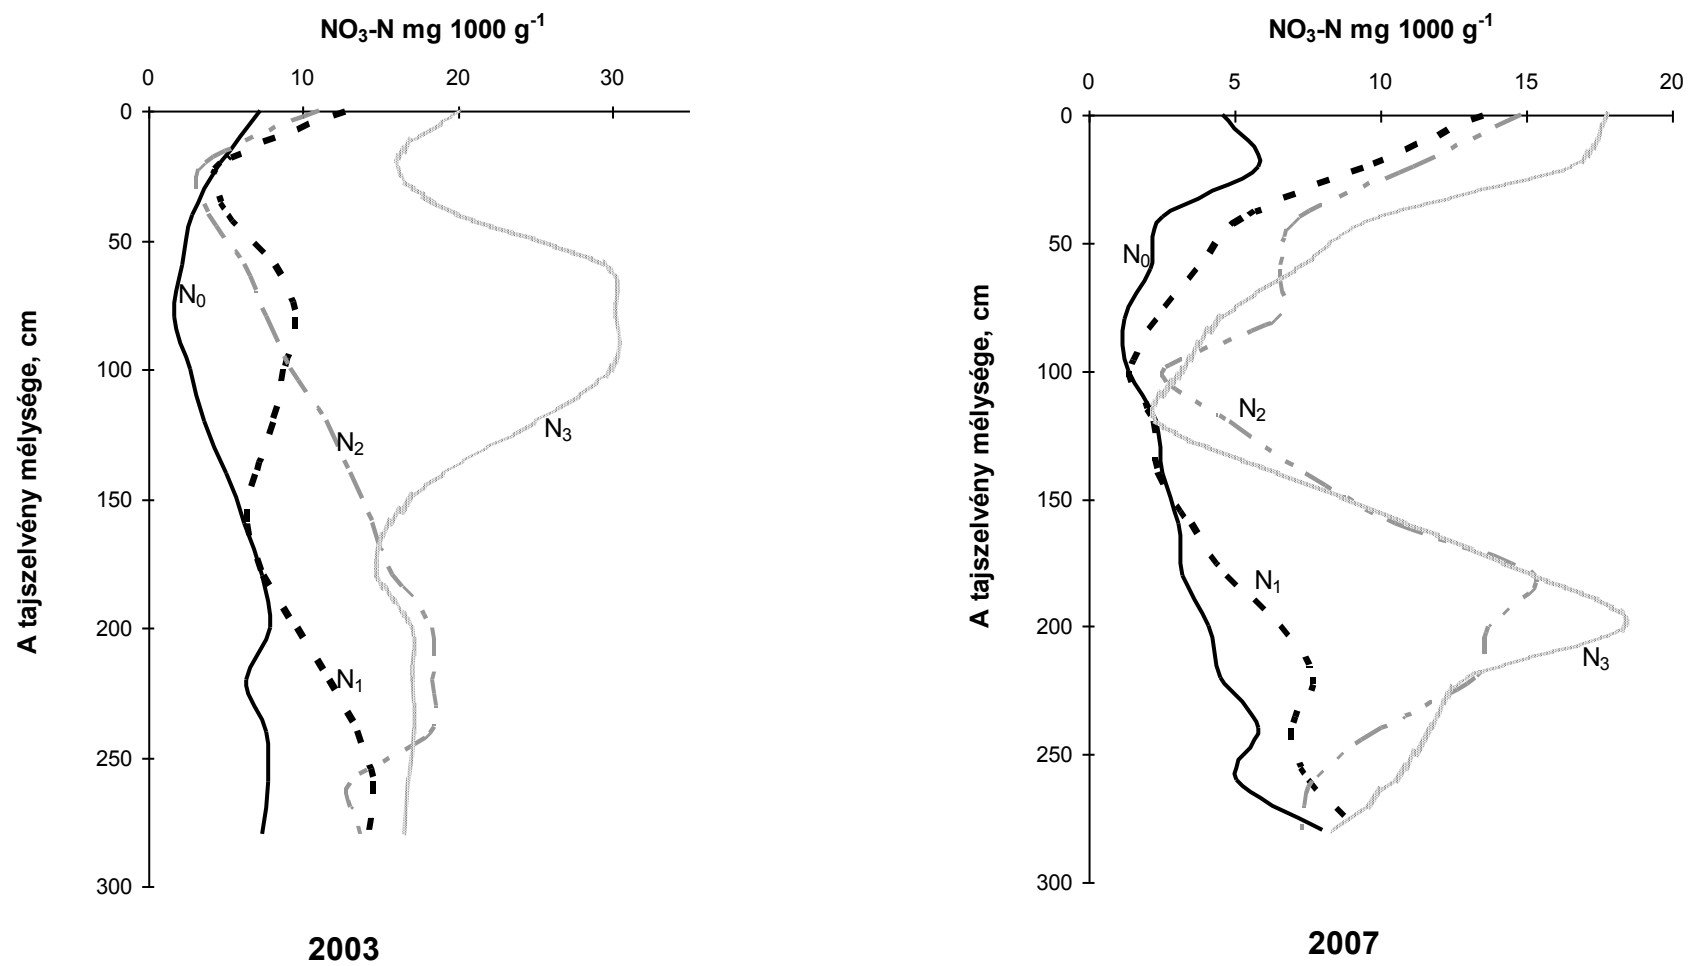 NO₃-N mg 1000 g⁻¹
0 10 20 30
0
50
100
150
200
250
300
A tajszelvény mélysége, cm
N₀
N₂
N₃
N₁
2003
NO₃-N mg 1000 g⁻¹
0 5 10 15 20
0
50
100
150
200
250
300
A tajszelvény mélysége, cm
N₀
N₂
N₁
N₃
2007